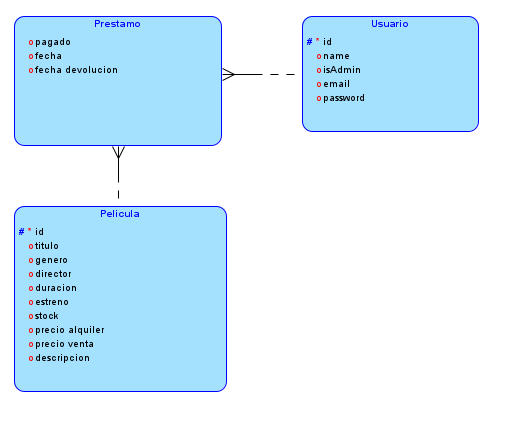 Prestamo
o pagado
o fecha
o fecha devolucion
Usuario
# * id
o name
o isAdmin
o email
o password
Pelicula
# * id
o titulo
o genero
o director
o duracion
o estreno
o stock
o precio alquiler
o precio venta
o descripcion